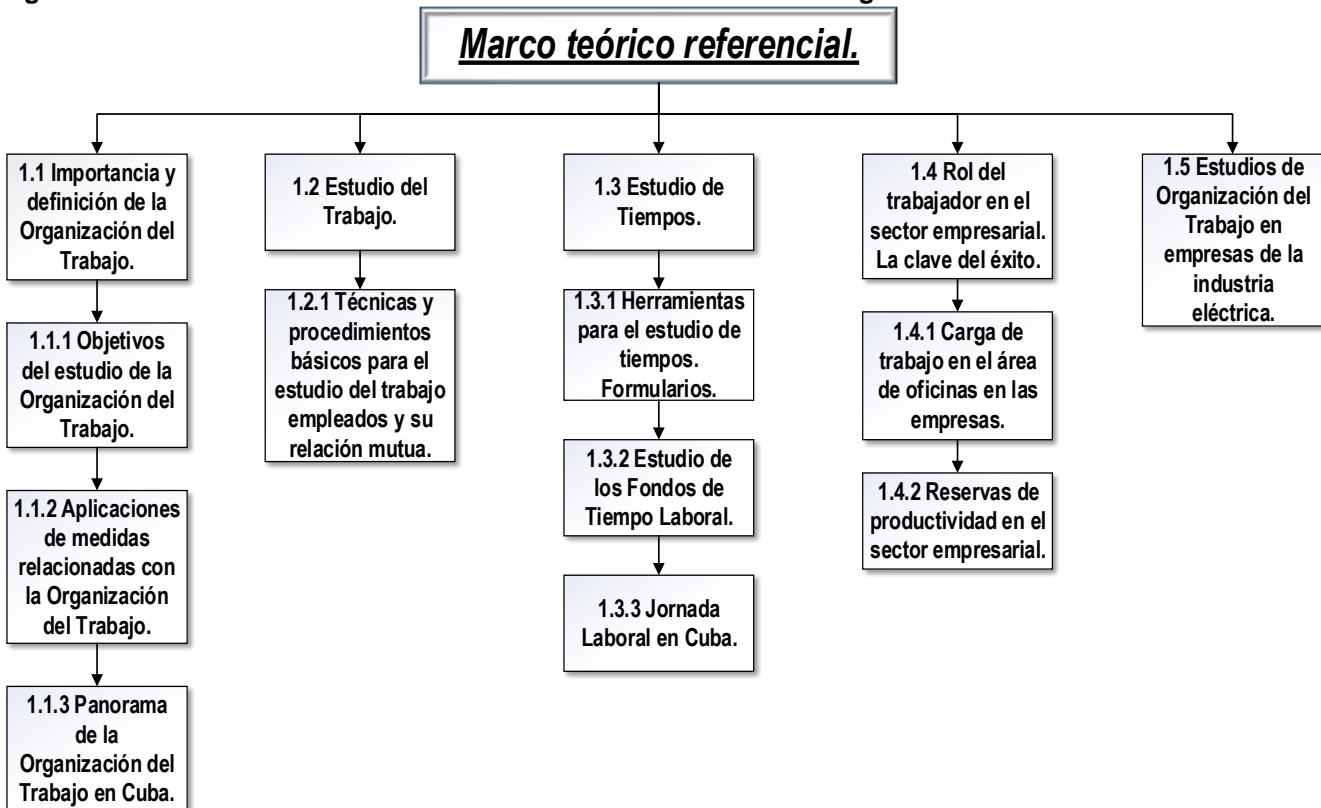 Marco teórico referencial.
1.1 Importancia y
definición de la
Organización del
Trabajo.
1.1.1 Objetivos
del estudio de la
Organización del
Trabajo.
1.1.2 Aplicaciones
de medidas
relacionadas con
la Organización
del Trabajo.
1.1.3 Panorama
de la
Organización del
Trabajo en Cuba.
1.2 Estudio del
Trabajo.
1.2.1 Técnicas y
procedimientos
básicos para el
estudio del trabajo
empleados y su
relación mutua.
1.3 Estudio de
Tiempos.
1.3.1 Herramientas
para el estudio de
tiempos.
Formularios.
1.3.2 Estudio de
los Fondos de
Tiempo Laboral.
1.3.3 Jornada
Laboral en Cuba.
1.4 Rol del
trabajador en el
sector empresarial.
La clave del éxito.
1.4.1 Carga de
trabajo en el área
de oficinas en las
empresas.
1.4.2 Reservas de
productividad en el
sector empresarial.
1.5 Estudios de
Organización del
Trabajo en
empresas de la
industria
eléctrica.